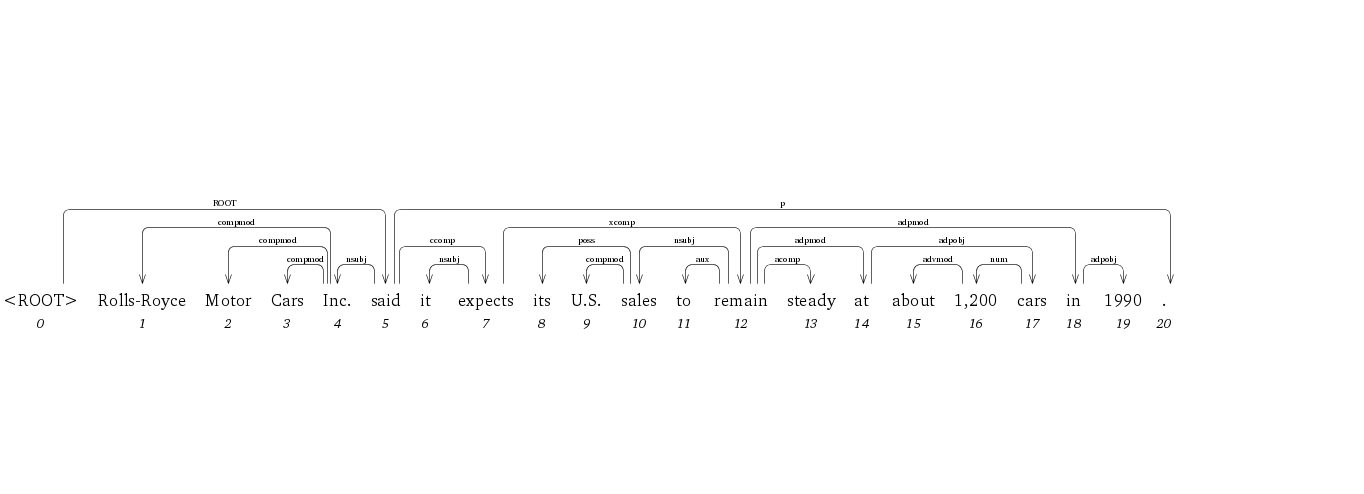 ROOT p
compmod xcomp adpmod
compmod ccomp poss nsubj adpmod adpobj
compmod nsubj nsubj compmod aux acomp advmod num adpobj
<ROOT> Rolls-Royce Motor Cars Inc. said it expects its U.S. sales to remain steady at about 1,200 cars in 1990 .
0 1 2 3 4 5 6 7 8 9 10 11 12 13 14 15 16 17 18 19 20